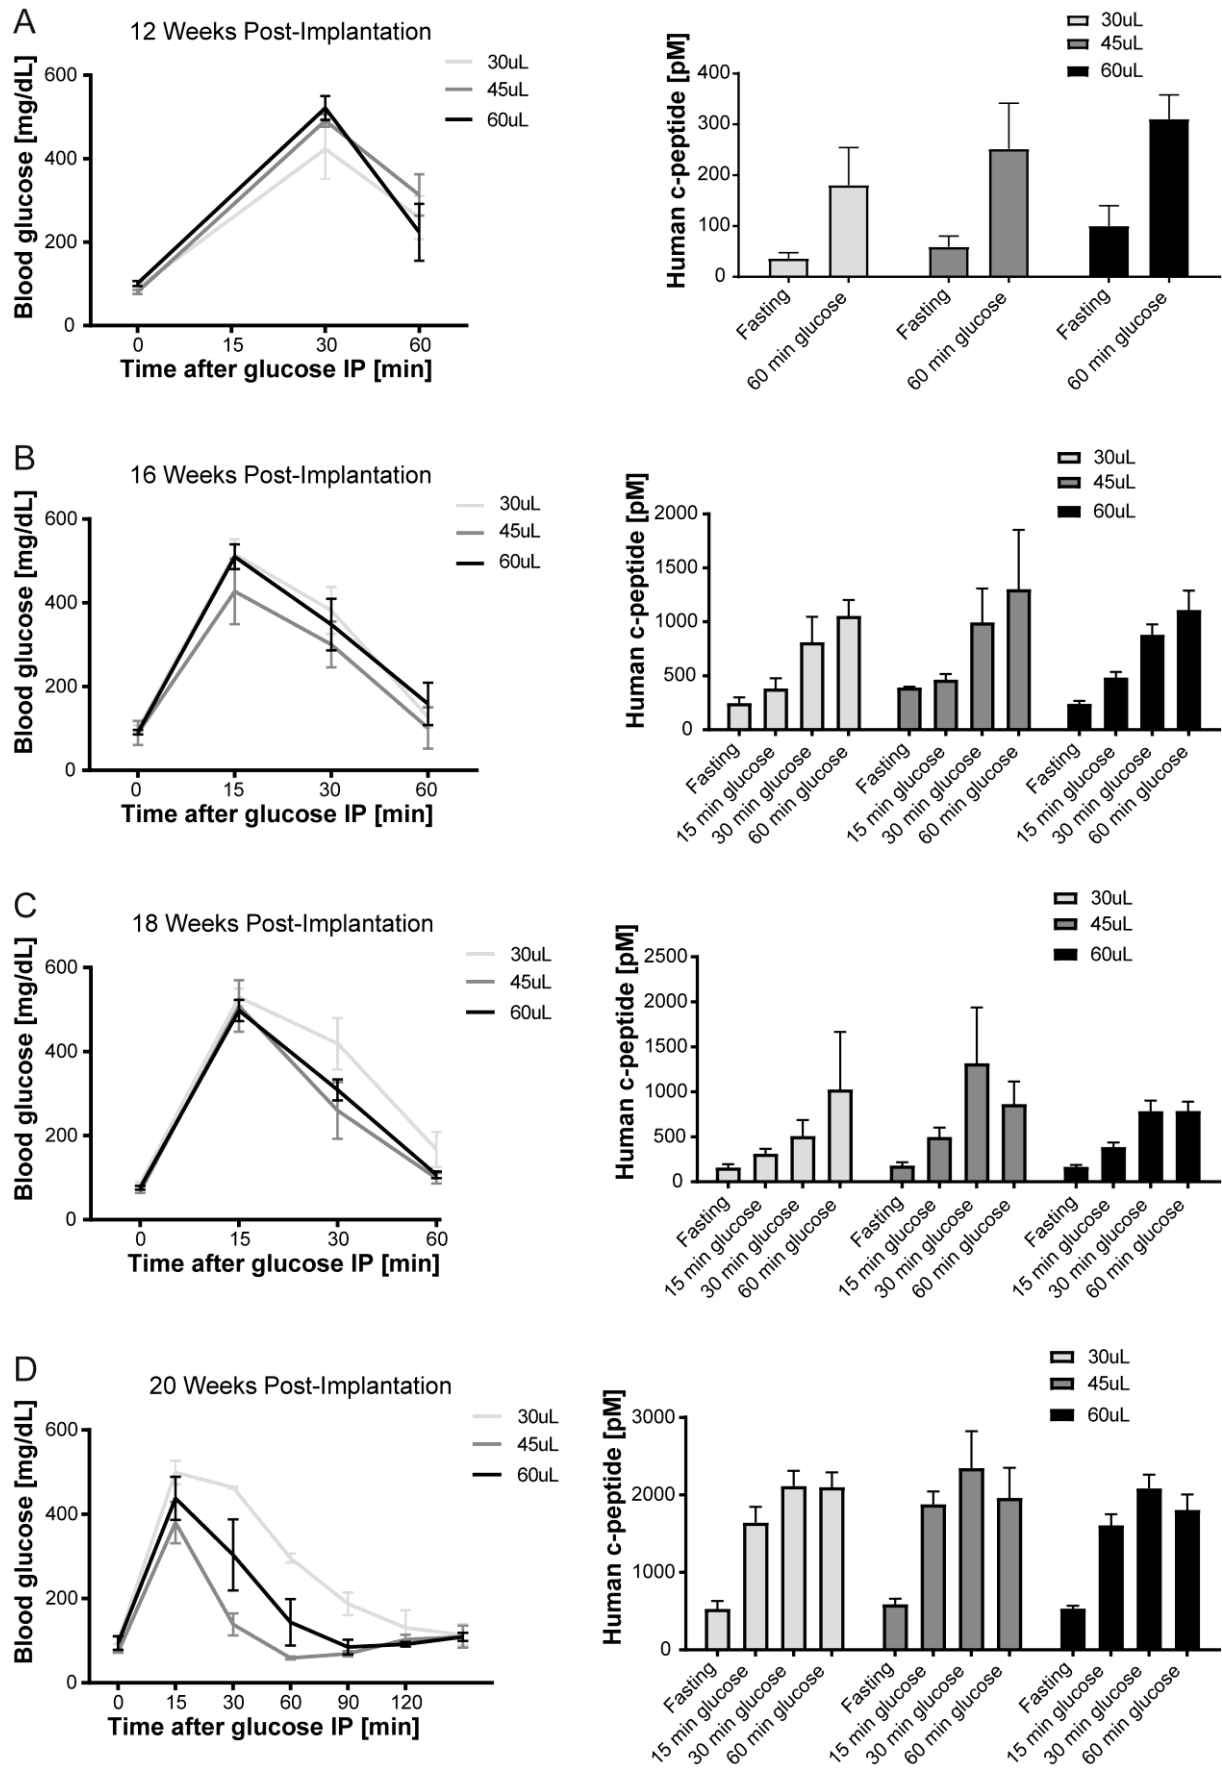 A
12 Weeks Post-Implantation
Blood glucose [mg/dL]
600
400
200
0
0 15 30 60
Time after glucose IP [min]
30uL
45uL
60uL
Human c-peptide [pM]
400
300
200
100
0
30uL
45uL
60uL
Fasting
60 min glucose
Fasting
60 min glucose
Fasting
60 min glucose
B
16 Weeks Post-Implantation
Blood glucose [mg/dL]
600
400
200
0
0 15 30 60
Time after glucose IP [min]
30uL
45uL
60uL
Human c-peptide [pM]
2000
1500
1000
500
0
30uL
45uL
60uL
Fasting
15 min glucose
30 min glucose
60 min glucose
Fasting
15 min glucose
30 min glucose
60 min glucose
Fasting
15 min glucose
30 min glucose
60 min glucose
C
18 Weeks Post-Implantation
Blood glucose [mg/dL]
600
400
200
0
0 15 30 60
Time after glucose IP [min]
30uL
45uL
60uL
Human c-peptide [pM]
2500
2000
1500
1000
500
0
30uL
45uL
60uL
Fasting
15 min glucose
30 min glucose
60 min glucose
Fasting
15 min glucose
30 min glucose
60 min glucose
Fasting
15 min glucose
30 min glucose
60 min glucose
D
20 Weeks Post-Implantation
Blood glucose [mg/dL]
600
400
200
0
0 15 30 60 90 120
Time after glucose IP [min]
30uL
45uL
60uL
Human c-peptide [pM]
3000
2000
1000
0
30uL
45uL
60uL
Fasting
15 min glucose
30 min glucose
60 min glucose
Fasting
15 min glucose
30 min glucose
60 min glucose
Fasting
15 min glucose
30 min glucose
60 min glucose